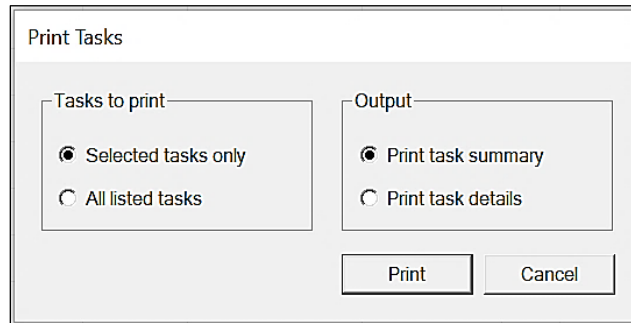 Print Tasks
Tasks to print
Selected tasks only
All listed tasks
Output
Print task summary
Print task details
Print
Cancel